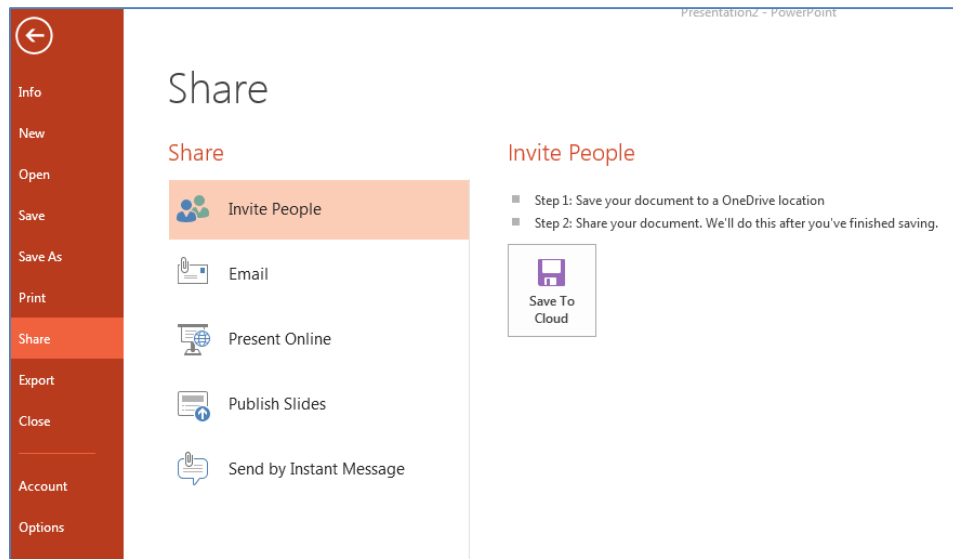 Presentation2 - PowerPoint
Info
New
Open
Save
Save As
Print
Share
Export
Close
Account
Options
Share
Share
Invite People
Email
Present Online
Publish Slides
Send by Instant Message
Invite People
Step 1: Save your document to a OneDrive location
Step 2: Share your document. We'll do this after you've finished saving.
Save To
Cloud